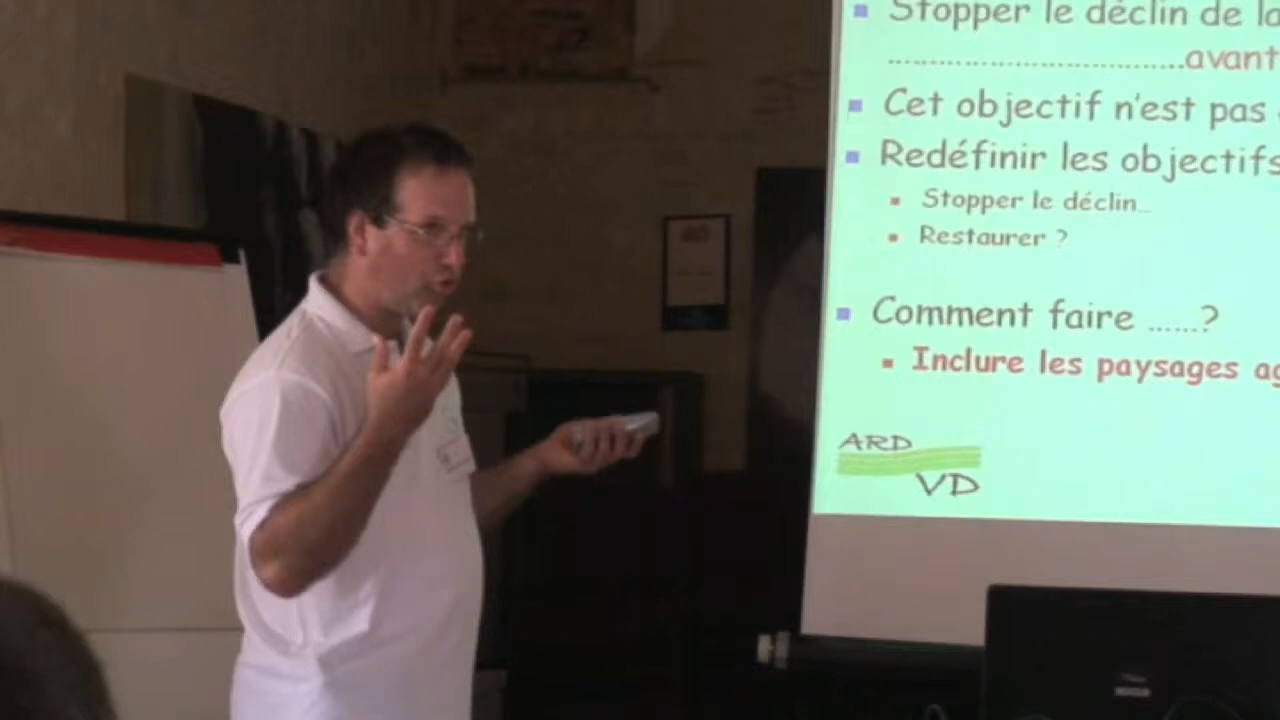 Stopper le déclin de la
.................................avant
Cet objectif n'est pas
Redéfinir les objectifs
Stopper le déclin...
Restaurer ?
Comment faire ......?
Inclure les paysages ag
ARD
VD